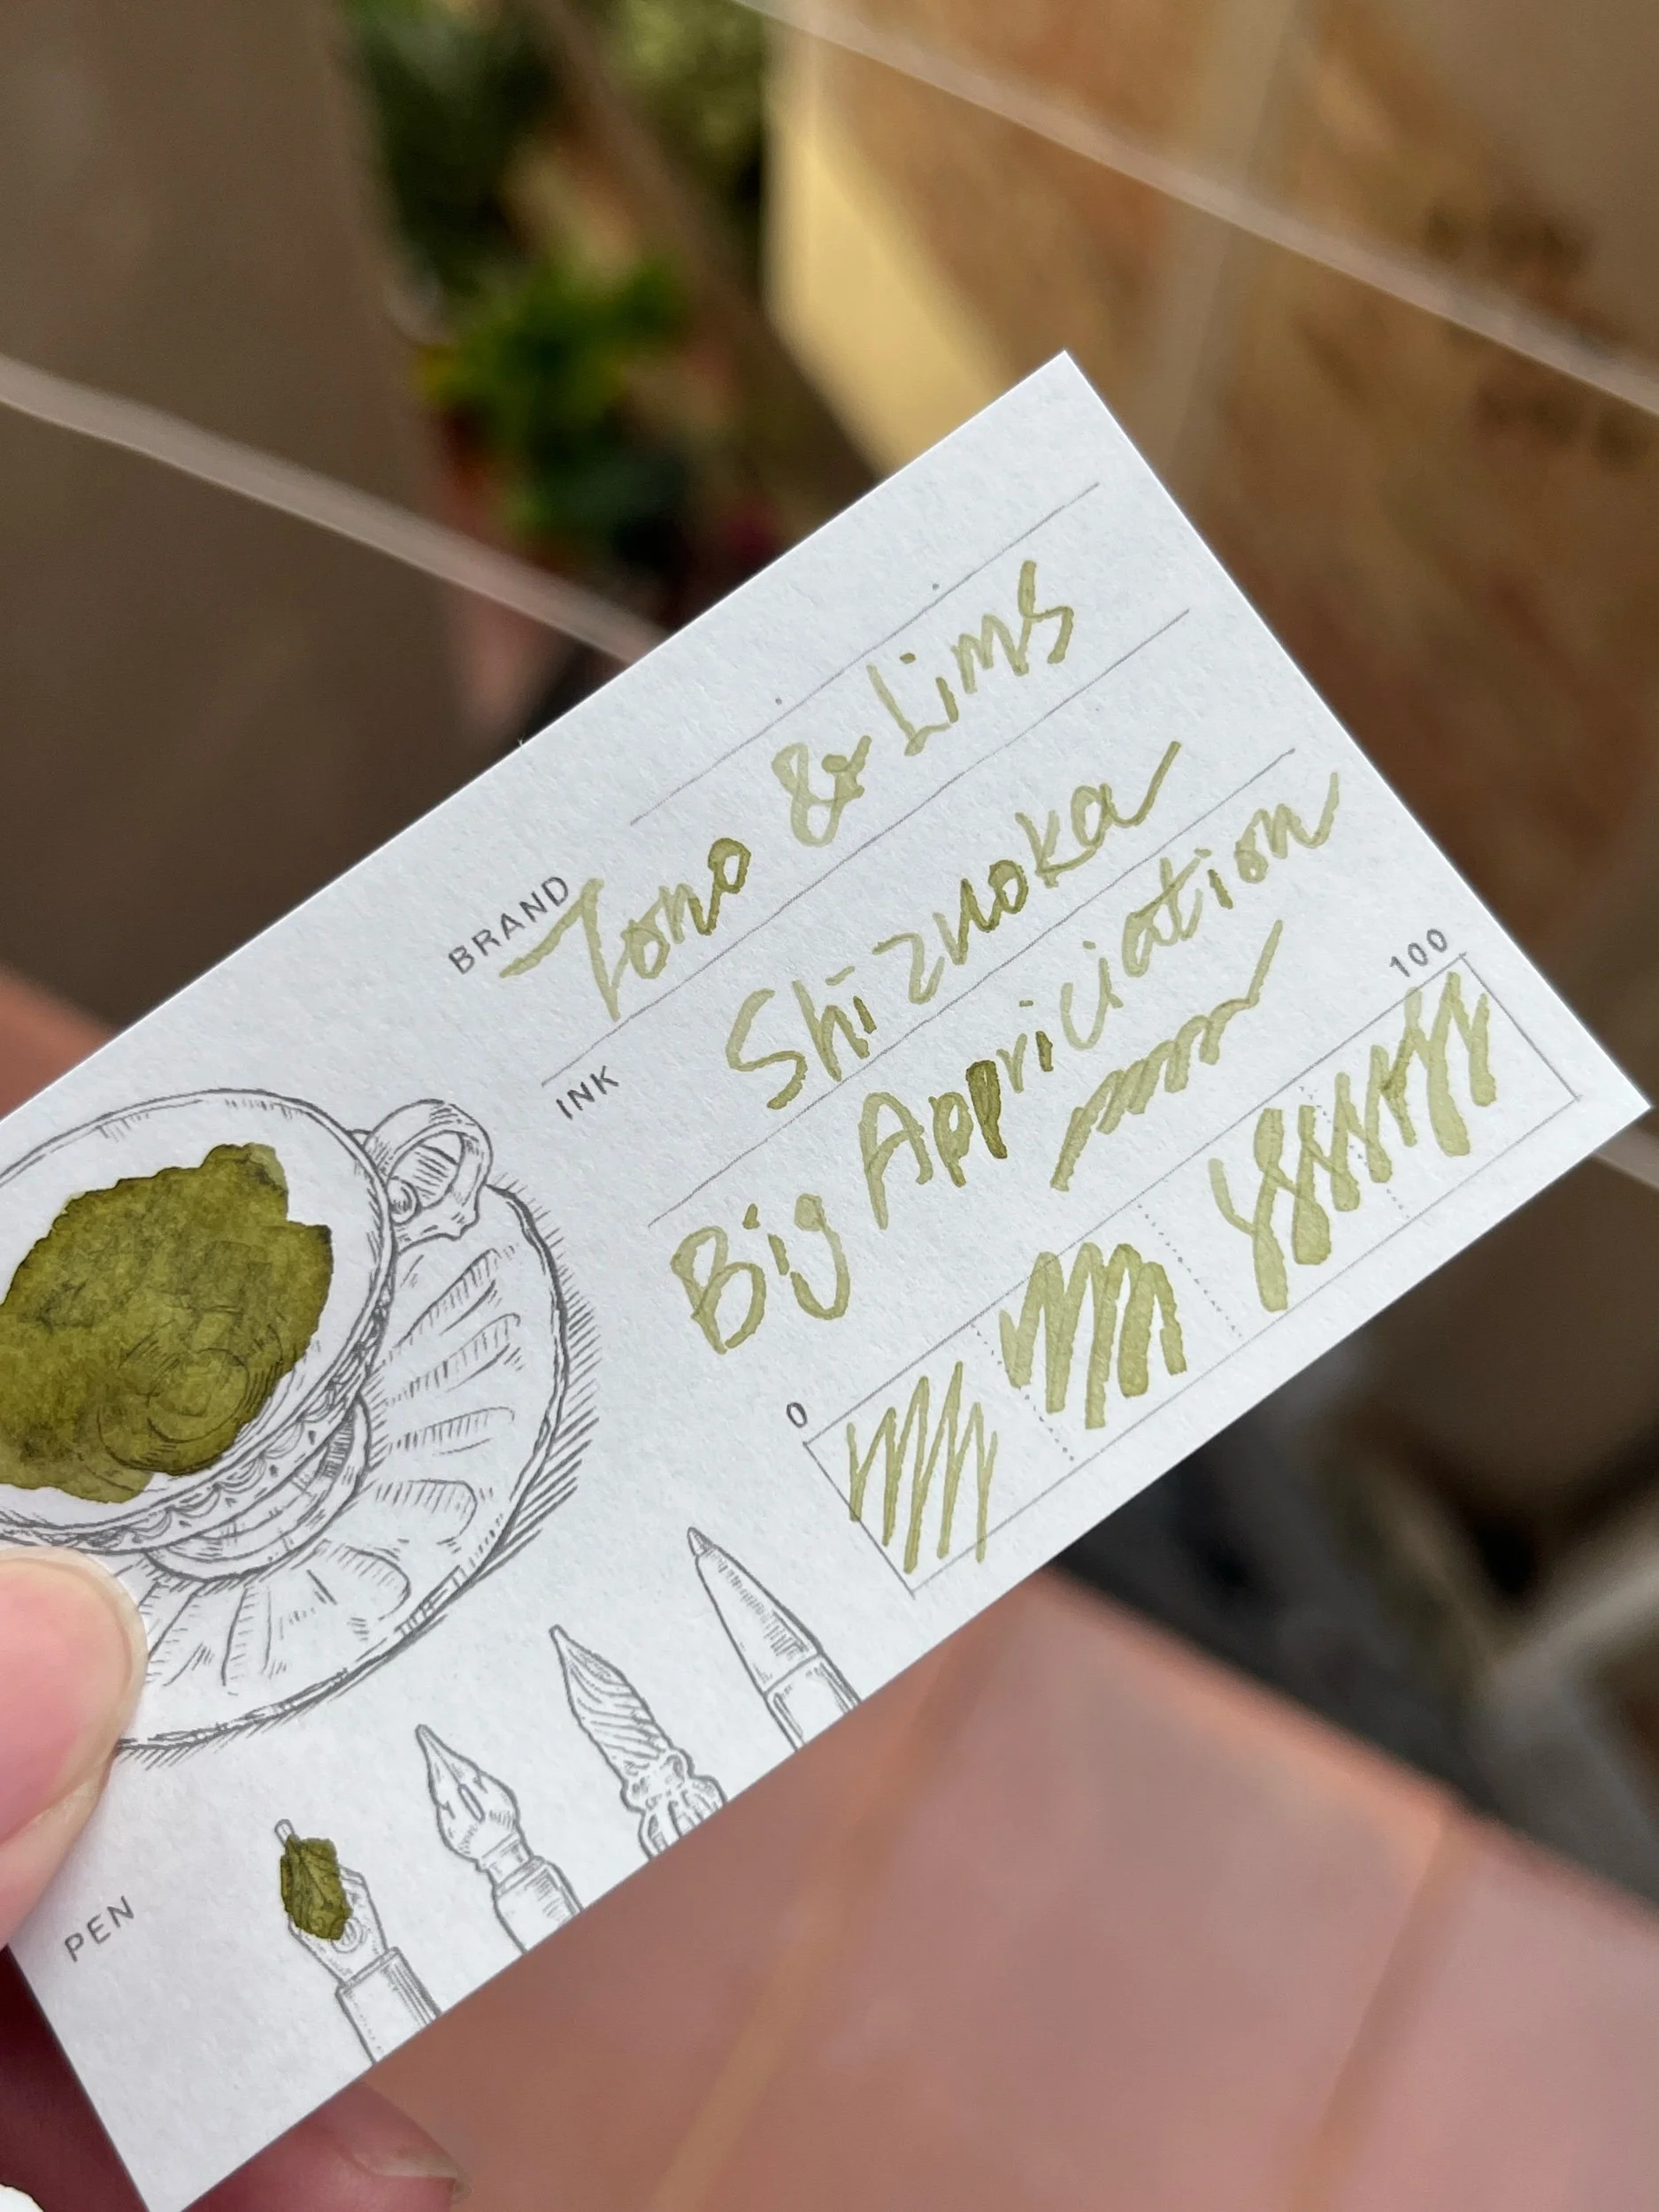 BRAND Tono & Lims
INK Shizuoka
Big Appriciation
0 100
PEN